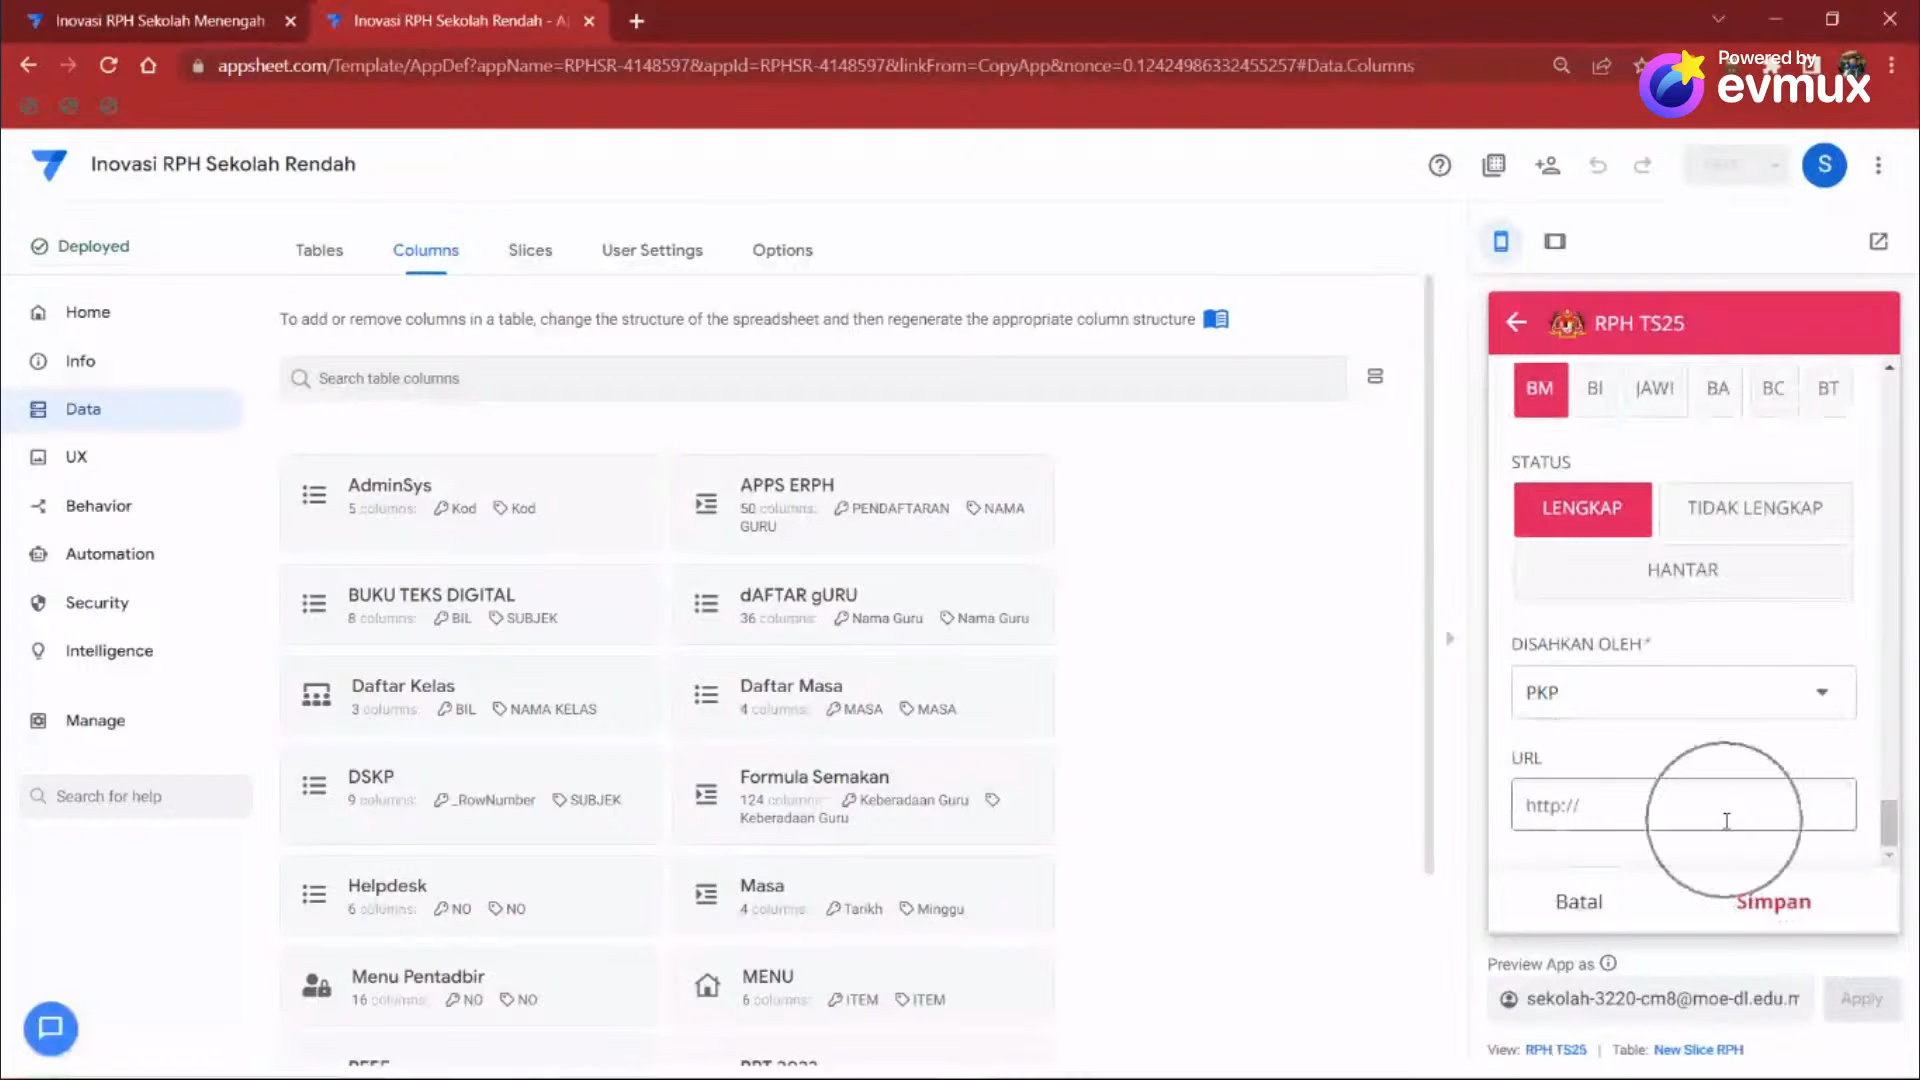 Inovasi RPH Sekolah Menengah
Inovasi RPH Sekolah Rendah - A
appsheet.com/Template/AppDef?appName=RPHSR-4148597&appId=RPHSR-4148597&linkFrom=CopyApp&nonce=0.12424986332455257#Data.Columns
Powered by
evmux
Inovasi RPH Sekolah Rendah
S
Deployed
Tables
Columns
Slices
User Settings
Options
Home
Info
Data
UX
Behavior
Automation
Security
Intelligence
Manage
Search for help
To add or remove columns in a table, change the structure of the spreadsheet and then regenerate the appropriate column structure
Search table columns
AdminSys
5 columns: Kod Kod
APPS ERPH
50 columns: PENDAFTARAN NAMA
GURU
BUKU TEKS DIGITAL
8 columns: BIL SUBJEK
dAFTAR gURU
36 columns: Nama Guru Nama Guru
Daftar Kelas
3 columns: BIL NAMA KELAS
Daftar Masa
4 columns: MASA MASA
DSKP
9 columns: _RowNumber SUBJEK
Formula Semakan
124 columns: Keberadaan Guru
Keberadaan Guru
Helpdesk
6 columns: NO NO
Masa
4 columns: Tarikh Minggu
Menu Pentadbir
16 columns: NO NO
MENU
6 columns: ITEM ITEM
RPH TS25
BM BI JAWI BA BC BT
STATUS
LENGKAP TIDAK LENGKAP
HANTAR
DISAHKAN OLEH*
PKP
URL
http://
Batal Simpan
Preview App as
sekolah-3220-cm8@moe-dl.edu.m
Apply
View: RPH TS25 | Table: New Slice RPH